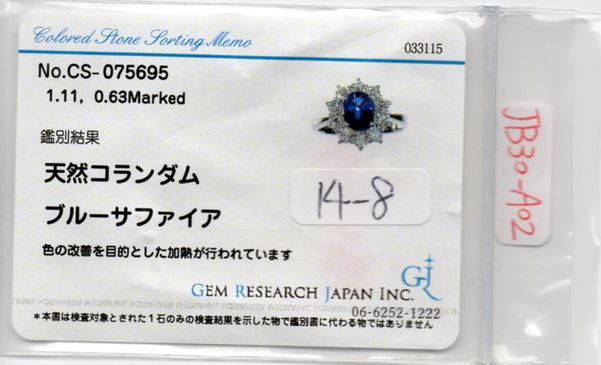 Colored Stone Sorting Memo
033115
No.CS-075695
1.11, 0.63Marked
鑑別結果
天然コランダム
ブルーサファイア
色の改善を目的とした加熱が行われています
14-8
JB30-A02
GJ
GEM RESEARCH JAPAN INC.
06-6252-1222
*本書は検査対象とされた1石のみの検査結果を示した物で鑑別書に代わる物ではありません